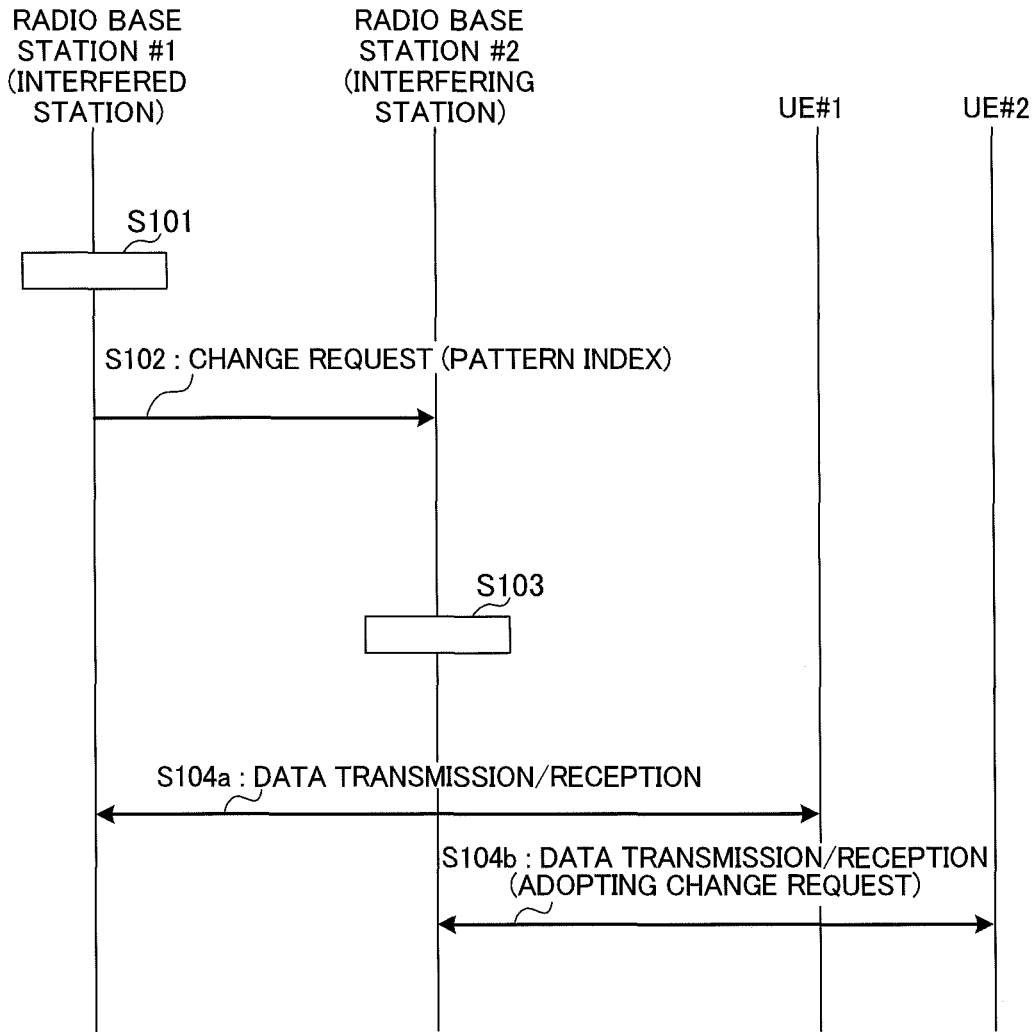 RADIO BASE
STATION #1
(INTERFERED
STATION)
RADIO BASE
STATION #2
(INTERFERING
STATION)
UE#1
UE#2
S101
S102 : CHANGE REQUEST (PATTERN INDEX)
S103
S104a : DATA TRANSMISSION/RECEPTION
S104b : DATA TRANSMISSION/RECEPTION
(ADOPTING CHANGE REQUEST)